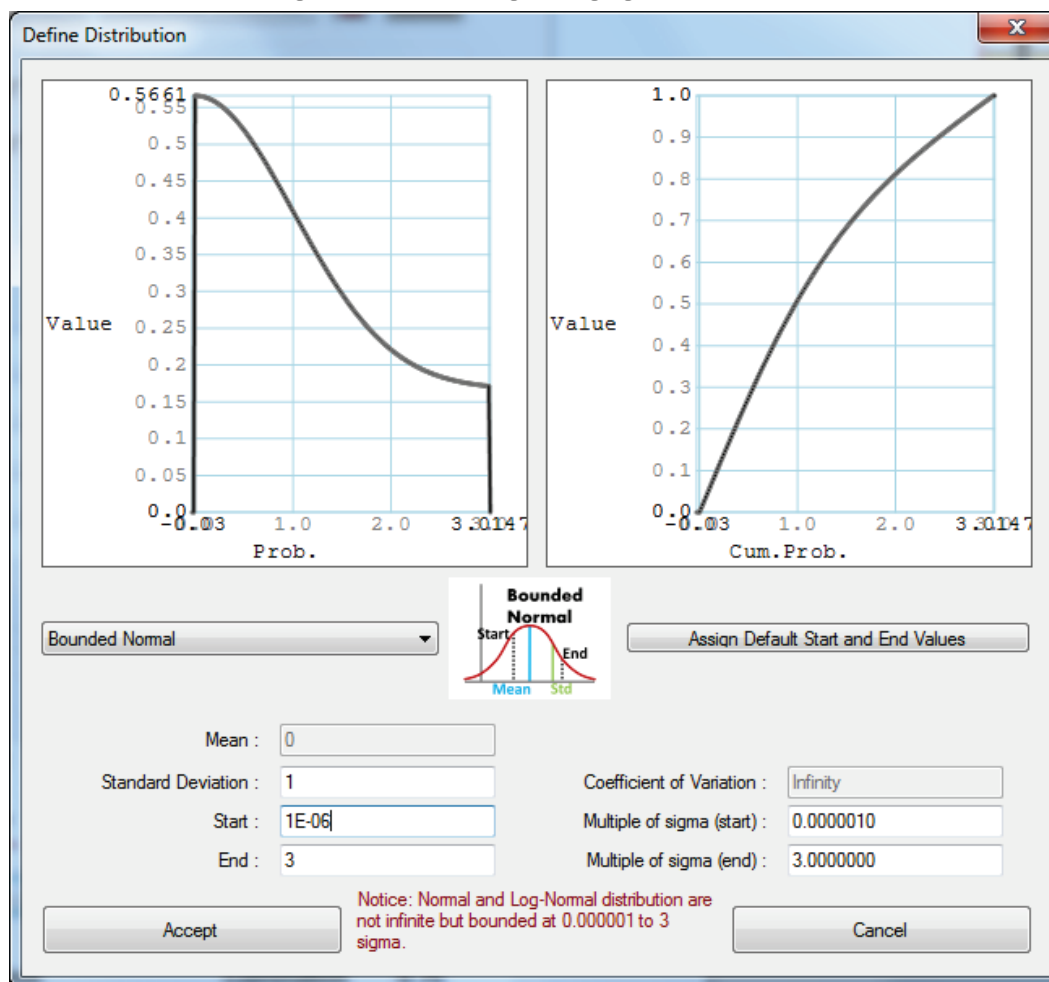 Define Distribution
0.5661
0.55
0.5
0.45
0.4
0.35
0.3
Value 0.25
0.2
0.15
0.1
0.05
0.0
1.0 2.0
Prob.
1.0
0.9
0.8
0.7
0.6
0.5
Value
0.4
0.3
0.2
0.1
0.0
1.0 2.0
Cum.Prob.
Bounded Normal
Bounded
Normal
Start
End
Mean Std
Assign Default Start and End Values
Mean : 0
Standard Deviation : 1 Coefficient of Variation : Infinity
Start : 1E-06 Multiple of sigma (start) : 0.0000010
End : 3 Multiple of sigma (end) : 3.0000000
Accept
Notice: Normal and Log-Normal distribution are
not infinite but bounded at 0.000001 to 3
sigma.
Cancel